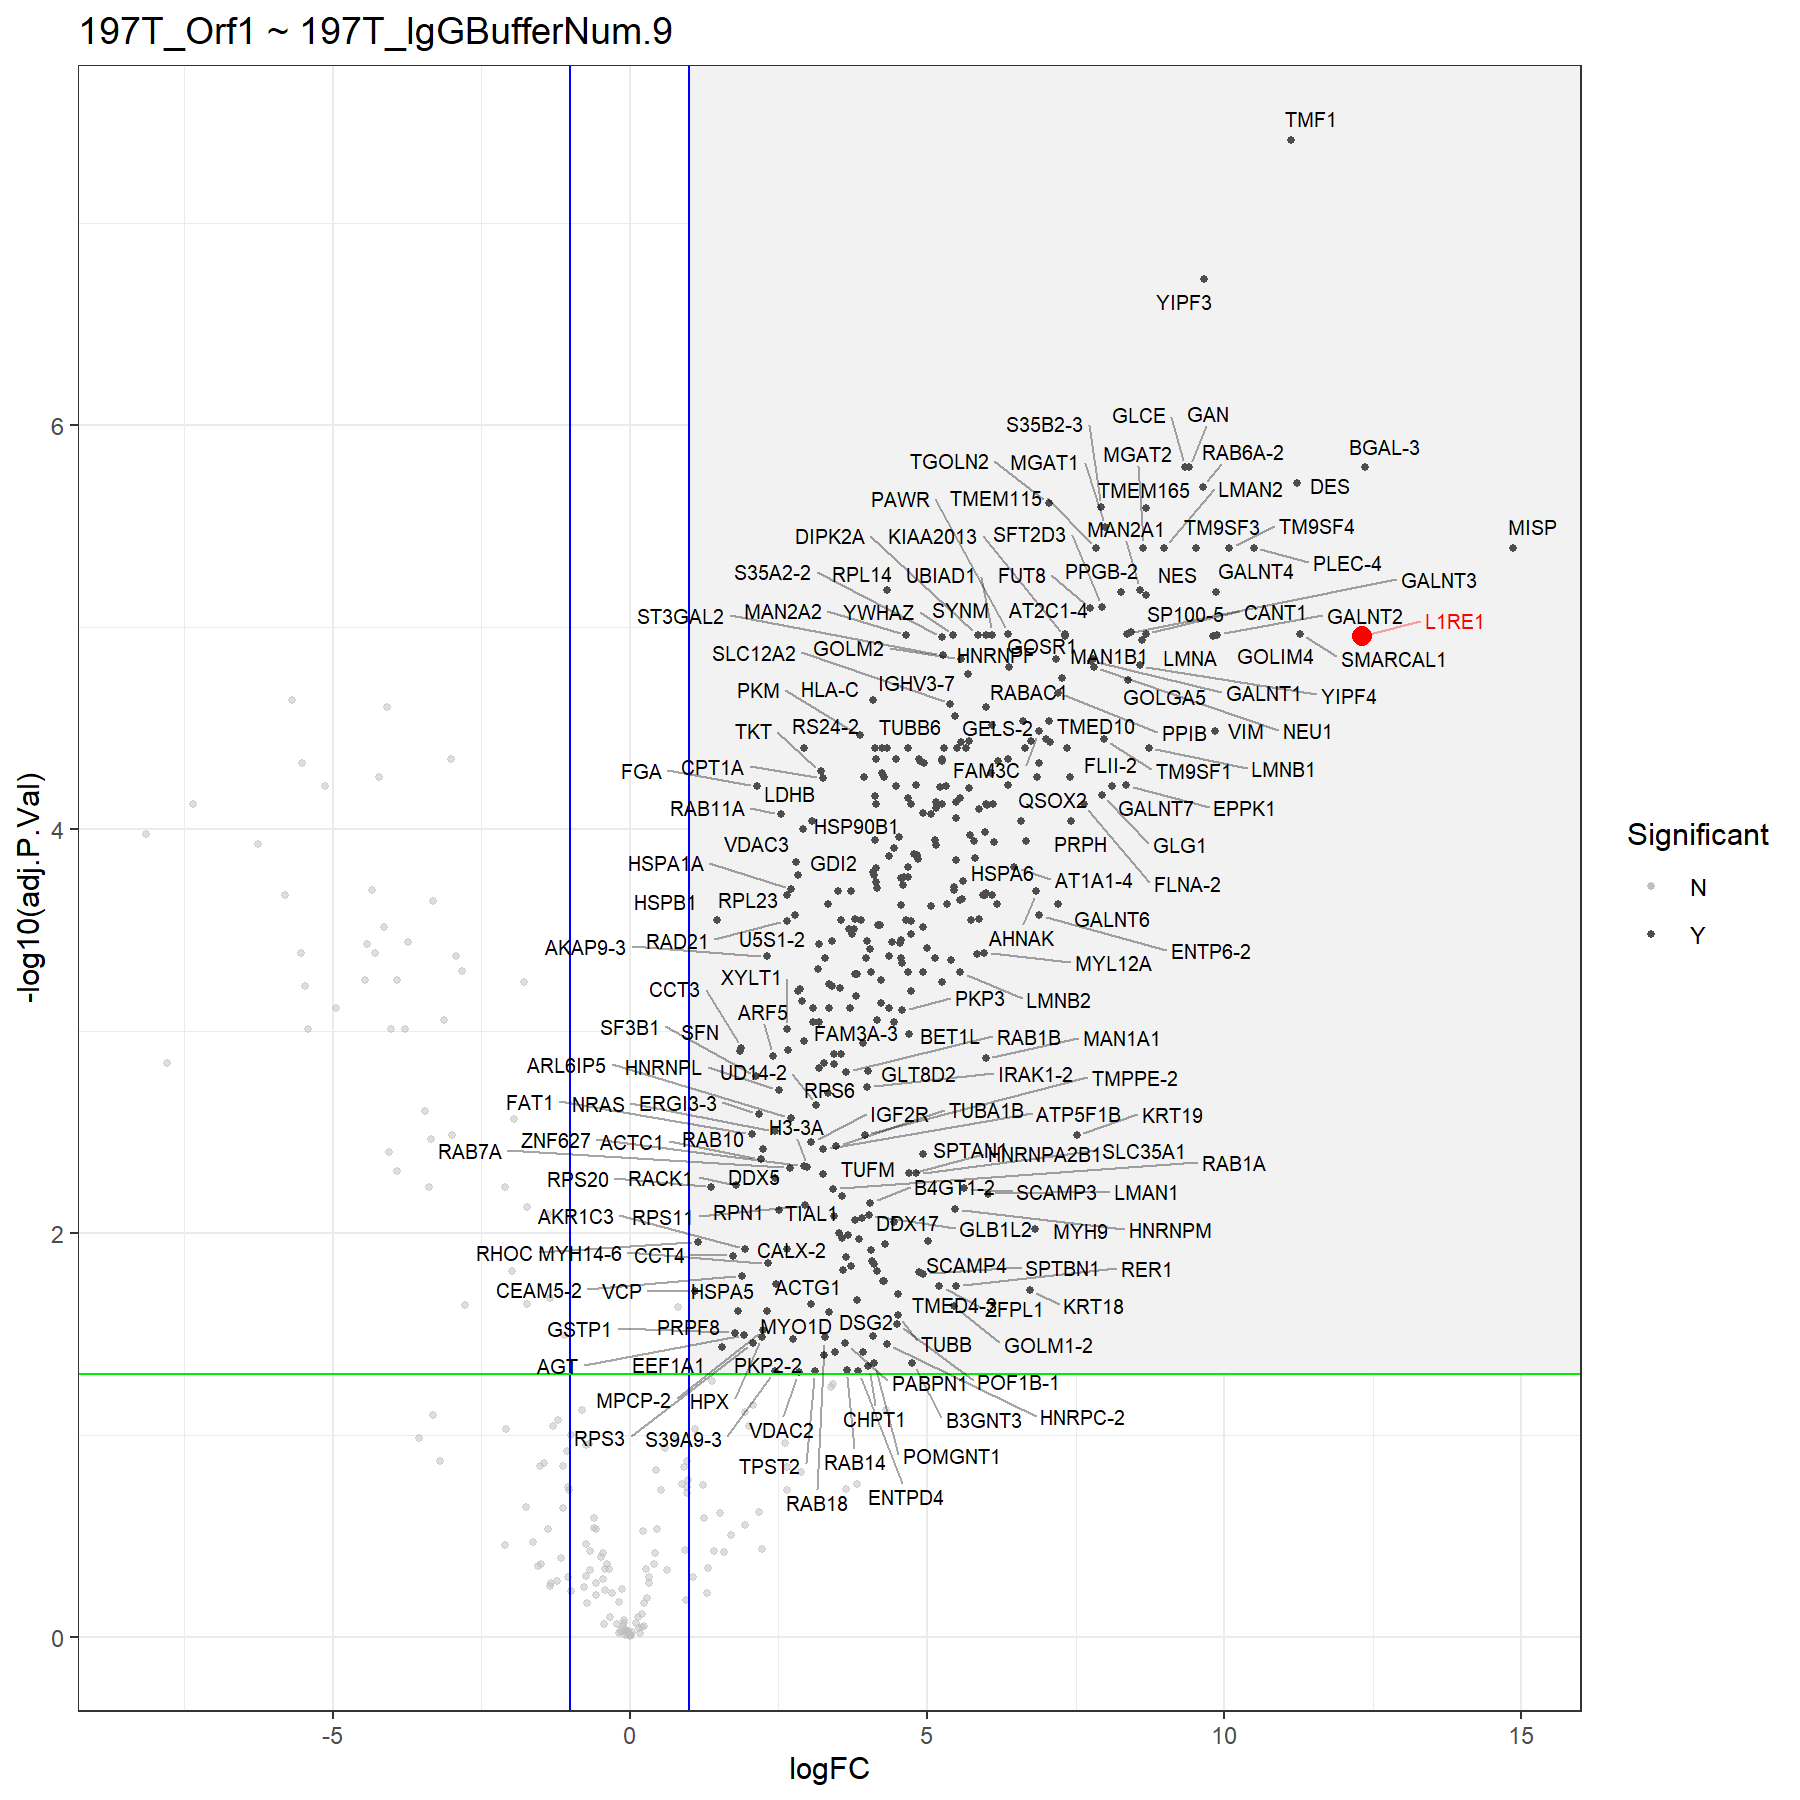 197T_Orf1 ~ 197T_IgGBufferNum.9
TMF1
YIPF3
S35B2-3 GLCE GAN
TGOLN2 MGAT1 MGAT2 RAB6A-2 BGAL-3
PAWR TMEM115 TMEM165 LMAN2 DES
DIPK2A KIAA2013 SFT2D3 MAN2A1 TM9SF3 TM9SF4 MISP
S35A2-2 RPL14 UBIAD1 FUT8 PPGB-2 NES GALNT4 PLEC-4
GALNT3
ST3GAL2 MAN2A2 YWHAZ SYNM AT2C1-4 SP100-5 CANT1 GALNT2 L1RE1
SLC12A2 GOLM2 HNRNPF GOSR1 MAN1B1 LMNA GOLIM4 SMARCAL1
PKM HLA-C IGHV3-7 RABAC1 GOLGA5 GALNT1 YIPF4
TKT RS24-2 TUBB6 GELS-2 TMED10 PPIB VIM NEU1
FGA CPT1A FAM3C FLII-2 TM9SF1 LMNB1
RAB11A LDHB QSOX2 GALNT7 EPPK1
VDAC3 HSP90B1 PRPH GLG1
HSPA1A GDI2 HSPA6 AT1A1-4 FLNA-2
HSPB1 RPL23 GALNT6
AKAP9-3 RAD21 U5S1-2 AHNAK ENTP6-2
XYLT1 MYL12A
CCT3 PKP3 LMNB2
SF3B1 SFN ARF5 FAM3A-3 BET1L RAB1B MAN1A1
ARL6IP5 HNRNPL UD14-2 RPS6 GLT8D2 IRAK1-2 TMPPE-2
FAT1 NRAS ERGI3-3 H3-3A IGF2R TUBA1B ATP5F1B KRT19
RAB7A ZNF627 ACTC1 RAB10 TUFM SPTAN1 HNRNPA2B1 SLC35A1 RAB1A
RPS20 RACK1 DDX5 B4GT1-2 SCAMP3 LMAN1
AKR1C3 RPS11 RPN1 TIAL1 DDX17 GLB1L2 MYH9 HNRNPM
RHOC MYH14-6 CCT4 CALX-2 SCAMP4 SPTBN1 RER1
CEAM5-2 VCP HSPA5 ACTG1 TMED4-3 ZFPL1 KRT18
GSTP1 PRPF8 MYO1D DSG2 TUBB GOLM1-2
AGT EEF1A1 PKP2-2 PABPN1 POF1B-1
MPCP-2 HPX CHPT1 B3GNT3 HNRPC-2
RPS3 S39A9-3 VDAC2
TPST2 RAB14 POMGNT1
RAB18 ENTPD4
6
4
2
0
-5 0 5 10 15
logFC
-log10(adj.P.Val)
Significant
N
Y